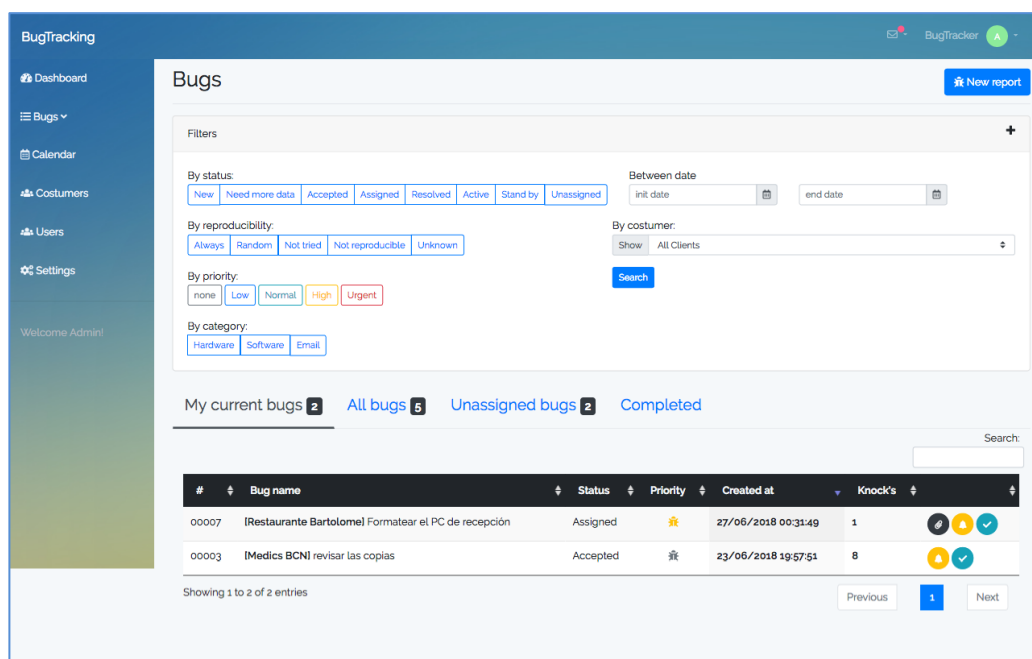 BugTracking
BugTracker A
Dashboard
Bugs
Calendar
Costumers
Users
Settings
Welcome Admin!
Bugs
New report
Filters
By status:
New Need more data Accepted Assigned Resolved Active Stand by Unassigned
Between date
init date end date
By reproducibility:
Always Random Not tried Not reproducible Unknown
By costumer:
Show All Clients
By priority:
none Low Normal High Urgent
Search
By category:
Hardware Software Email
My current bugs 2 All bugs 5 Unassigned bugs 2 Completed
Search:
# Bug name Status Priority Created at Knock's
00007 [Restaurante Bartolome] Formatear el PC de recepción Assigned 27/06/2018 00:31:49 1
00003 [Medics BCN] revisar las copias Accepted 23/06/2018 19:57:51 8
Showing 1 to 2 of 2 entries
Previous 1 Next